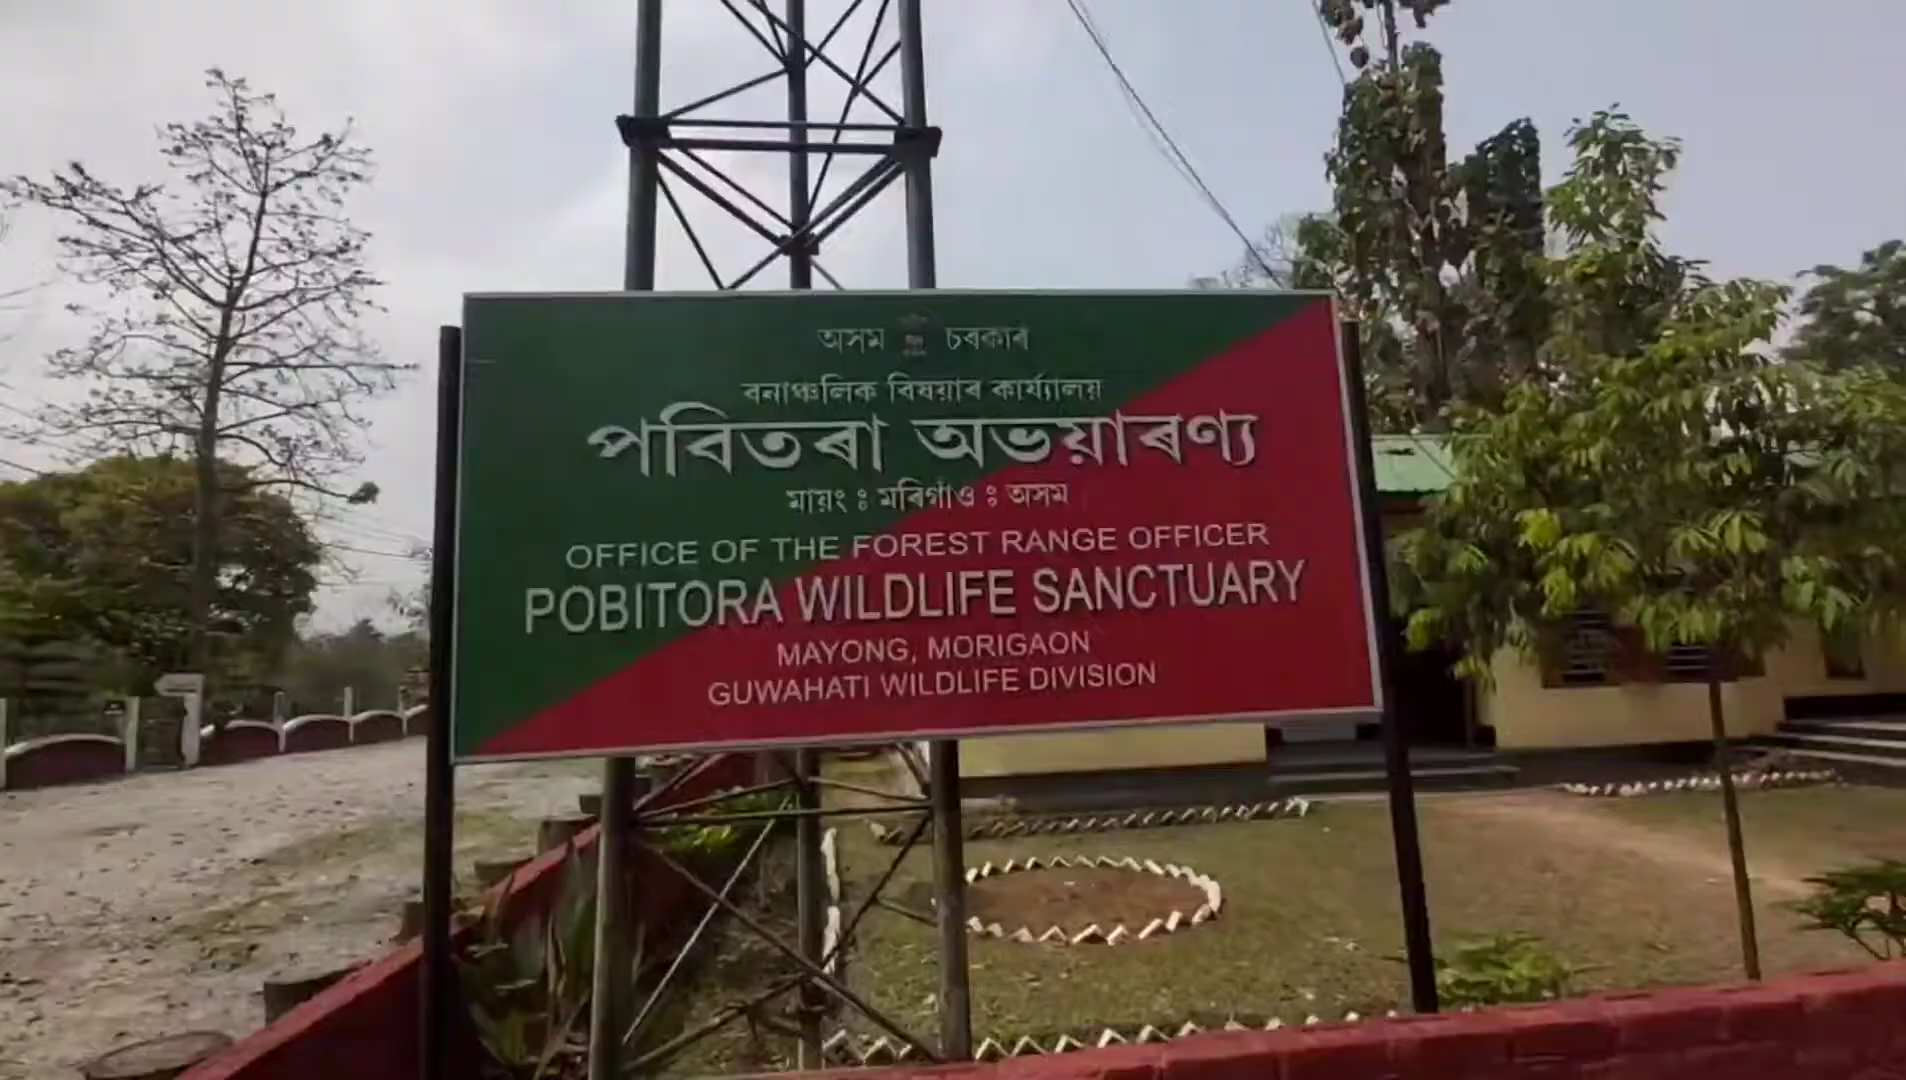 অসম চৰকাৰ
বনাঞ্চলিক বিষয়াৰ কাৰ্য্যালয়
পবিতৰা অভয়াৰণ্য
মায়ং ঃ মৰিগাঁও ঃ অসম
OFFICE OF THE FOREST RANGE OFFICER
POBITORA WILDLIFE SANCTUARY
MAYONG, MORIGAON
GUWAHATI WILDLIFE DIVISION